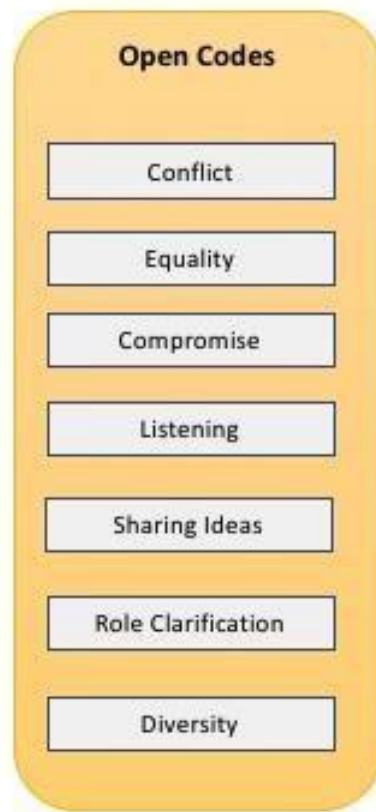 Open Codes
Conflict
Equality
Compromise
Listening
Sharing Ideas
Role Clarification
Diversity